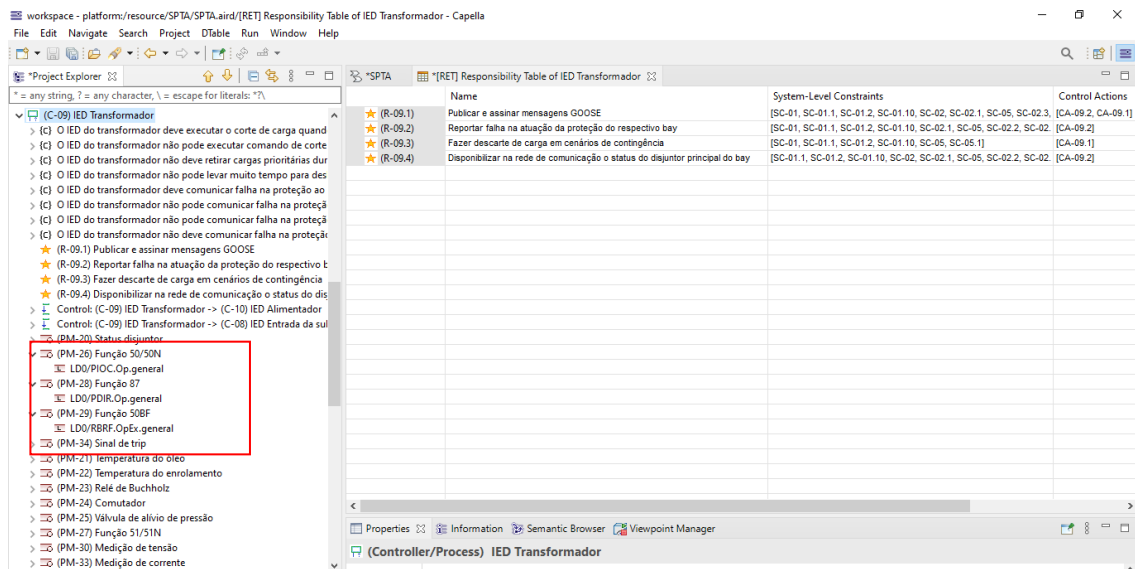 workspace - platform:/resource/SPTA/SPTA.aird/[RET] Responsibility Table of IED Transformador - Capella
File Edit Navigate Search Project DTable Run Window Help
*Project Explorer
* = any string, ? = any character, \ = escape for literals: *?\
(C-09) IED Transformador
{c} O IED do transformador deve executar o corte de carga quand
{c} O IED do transformador não pode executar comando de corte
{c} O IED do transformador não deve retirar cargas prioritárias dur
{c} O IED do transformador não pode levar muito tempo para des
{c} O IED do transformador deve comunicar falha na proteção ao
{c} O IED do transformador não pode comunicar falha na proteçã
{c} O IED do transformador não pode comunicar falha na proteçã
{c} O IED do transformador não deve comunicar falha na proteçã
(R-09.1) Publicar e assinar mensagens GOOSE
(R-09.2) Reportar falha na atuação da proteção do respectivo b
(R-09.3) Fazer descarte de carga em cenários de contingência
(R-09.4) Disponibilizar na rede de comunicação o status do dis
Control: (C-09) IED Transformador -> (C-10) IED Alimentador
Control: (C-09) IED Transformador -> (C-08) IED Entrada da sul
(PM-20) Status disjuntor
(PM-26) Função 50/50N
LD0/PIOC.Op.general
(PM-28) Função 87
LD0/PDIR.Op.general
(PM-29) Função 50BF
LD0/RBRF.OpEx.general
(PM-34) Sinal de trip
(PM-21) Temperatura do óleo
(PM-22) Temperatura do enrolamento
(PM-23) Relé de Buchholz
(PM-24) Comutador
(PM-25) Válvula de alívio de pressão
(PM-27) Função 51/51N
(PM-30) Medição de tensão
(PM-33) Medição de corrente
*SPTA *[RET] Responsibility Table of IED Transformador
Name System-Level Constraints Control Actions
(R-09.1) Publicar e assinar mensagens GOOSE [SC-01, SC-01.1, SC-01.2, SC-01.10, SC-02, SC-02.1, SC-05, SC-02.3, [CA-09.2, CA-09.1]
(R-09.2) Reportar falha na atuação da proteção do respectivo bay [SC-01, SC-01.1, SC-01.2, SC-01.10, SC-02.1, SC-05, SC-02.2, SC-02. [CA-09.2]
(R-09.3) Fazer descarte de carga em cenários de contingência [SC-01, SC-01.1, SC-01.2, SC-01.10, SC-05, SC-05.1] [CA-09.1]
(R-09.4) Disponibilizar na rede de comunicação o status do disjuntor principal do bay [SC-01.1, SC-01.2, SC-01.10, SC-02, SC-02.1, SC-05, SC-02.2, SC-02. [CA-09.2]
Properties Information Semantic Browser Viewpoint Manager
(Controller/Process) IED Transformador